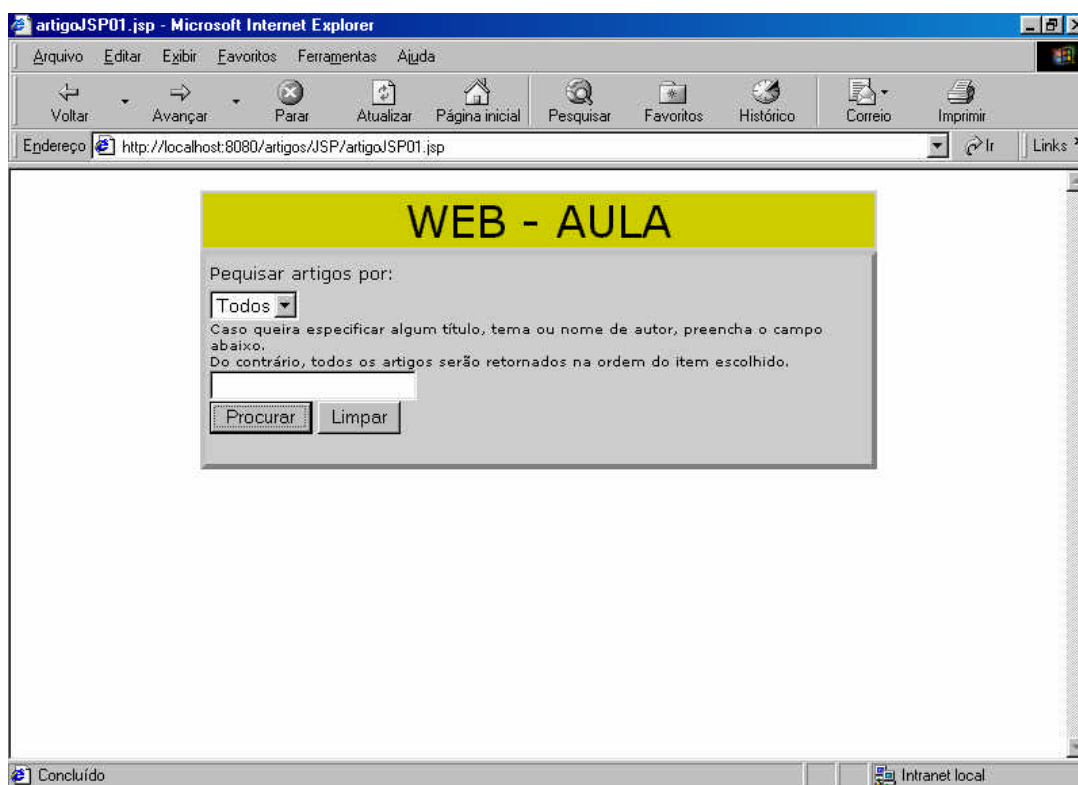 artigoJSP01.jsp - Microsoft Internet Explorer
Arquivo Editar Exibir Favoritos Ferramentas Ajuda
Voltar Avançar Parar Atualizar Página inicial Pesquisar Favoritos Histórico Correio Imprimir
Endereço http://localhost:8080/artigos/JSP/artigoJSP01.jsp Ir Links
WEB - AULA
Pequisar artigos por:
Todos
Caso queira especificar algum título, tema ou nome de autor, preencha o campo
abaixo.
Do contrário, todos os artigos serão retornados na ordem do item escolhido.
Procurar Limpar
Concluído Intranet local